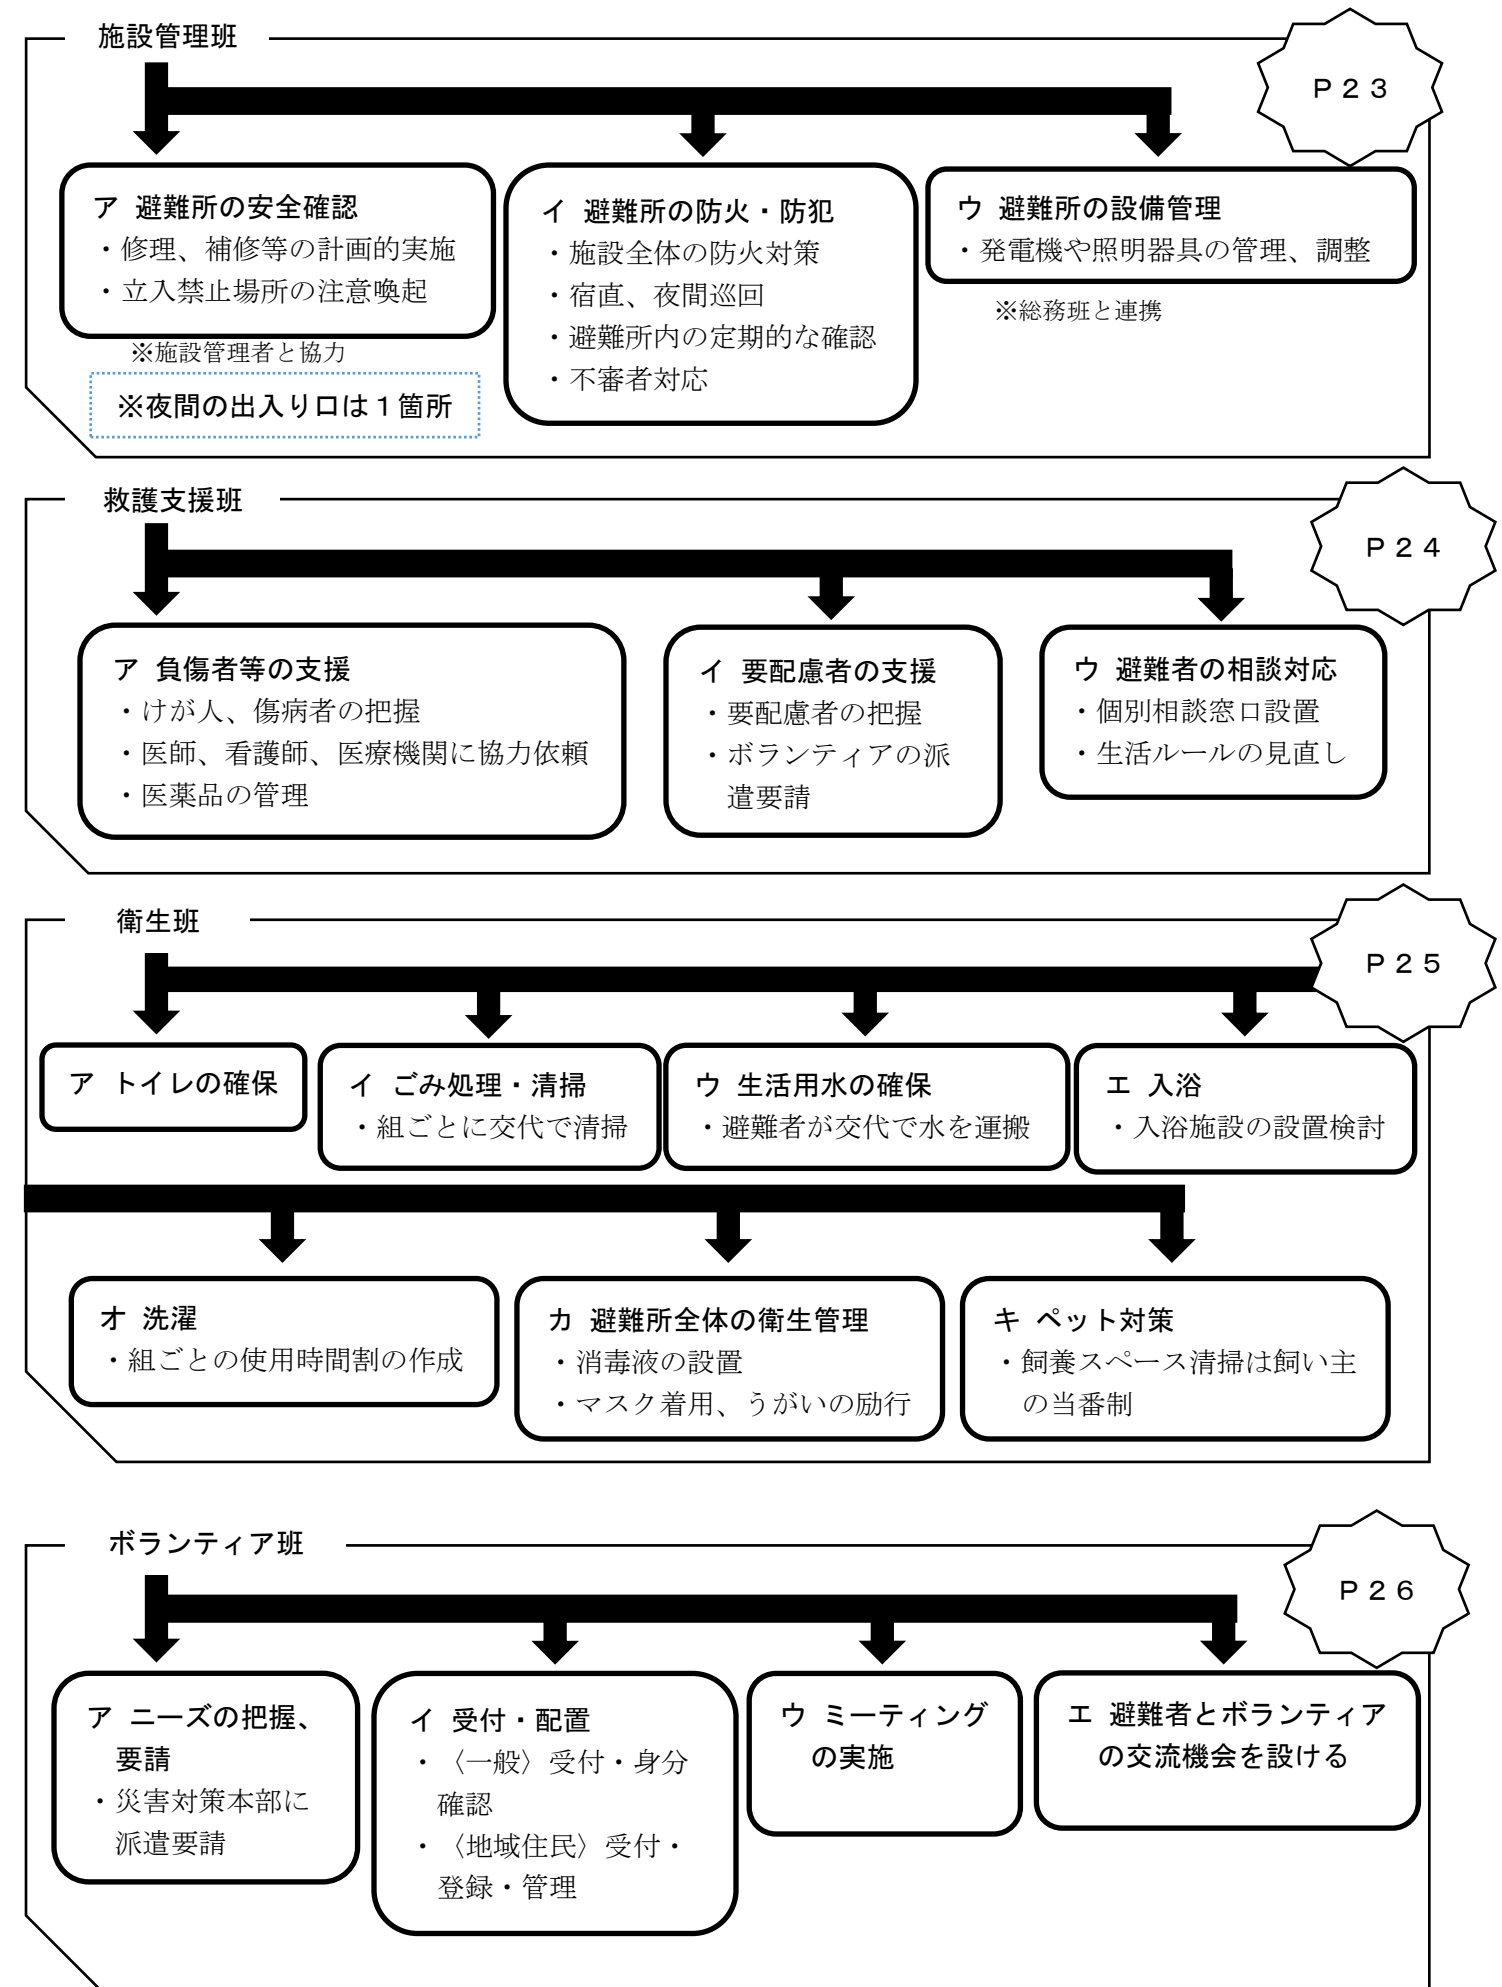 施設管理班
Ｐ２３
ア 避難所の安全確認
・修理、補修等の計画的実施
・立入禁止場所の注意喚起
※施設管理者と協力
※夜間の出入り口は１箇所
イ 避難所の防火・防犯
・施設全体の防火対策
・宿直、夜間巡回
・避難所内の定期的な確認
・不審者対応
ウ 避難所の設備管理
・発電機や照明器具の管理、調整
※総務班と連携
救護支援班
Ｐ２４
ア 負傷者等の支援
・けが人、傷病者の把握
・医師、看護師、医療機関に協力依頼
・医薬品の管理
イ 要配慮者の支援
・要配慮者の把握
・ボランティアの派
遣要請
ウ 避難者の相談対応
・個別相談窓口設置
・生活ルールの見直し
衛生班
Ｐ２５
ア トイレの確保
イ ごみ処理・清掃
・組ごとに交代で清掃
ウ 生活用水の確保
・避難者が交代で水を運搬
エ 入浴
・入浴施設の設置検討
オ 洗濯
・組ごとの使用時間割の作成
カ 避難所全体の衛生管理
・消毒液の設置
・マスク着用、うがいの励行
キ ペット対策
・飼養スペース清掃は飼い主
の当番制
ボランティア班
Ｐ２６
ア ニーズの把握、
要請
・災害対策本部に
派遣要請
イ 受付・配置
・〈一般〉受付・身分
確認
・〈地域住民〉受付・
登録・管理
ウ ミーティング
の実施
エ 避難者とボランティア
の交流機会を設ける